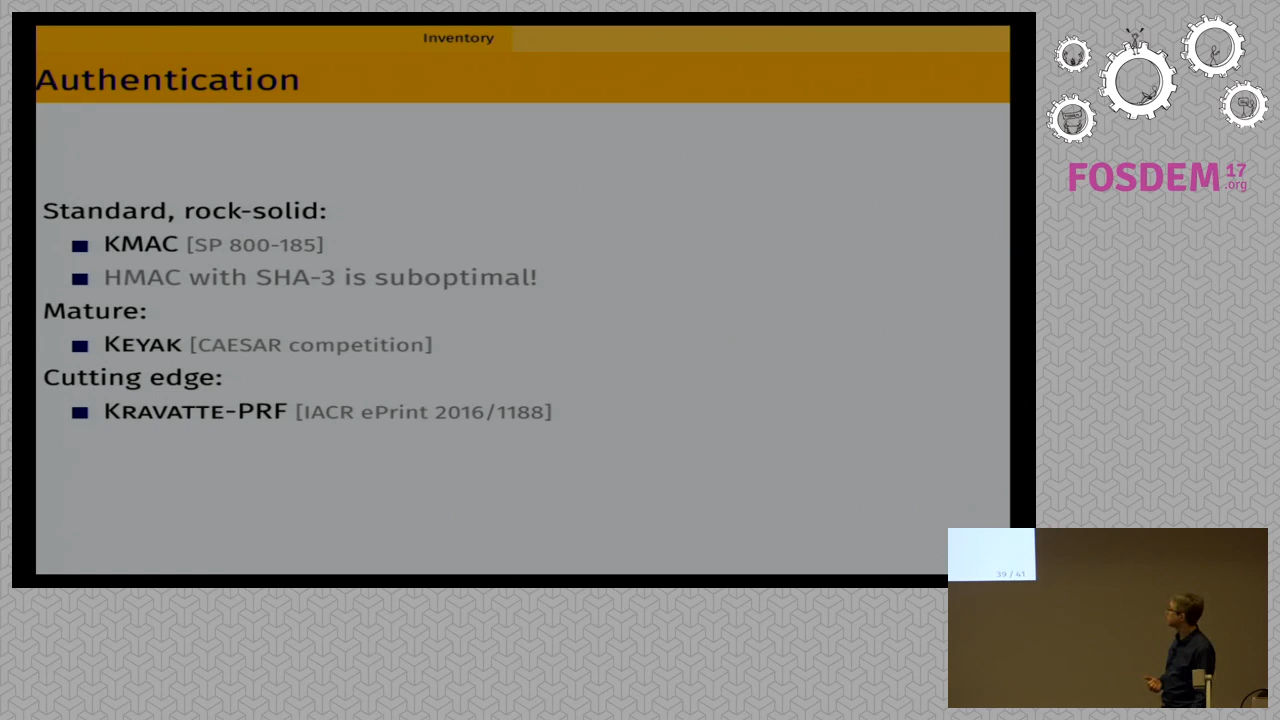 Inventory
Authentication
Standard, rock-solid:
KMAC [SP 800-185]
HMAC with SHA-3 is suboptimal!
Mature:
KEYAK [CAESAR competition]
Cutting edge:
KRAVATTE-PRF [IACR ePrint 2016/1188]
FOSDEM 17 .org
39 / 41